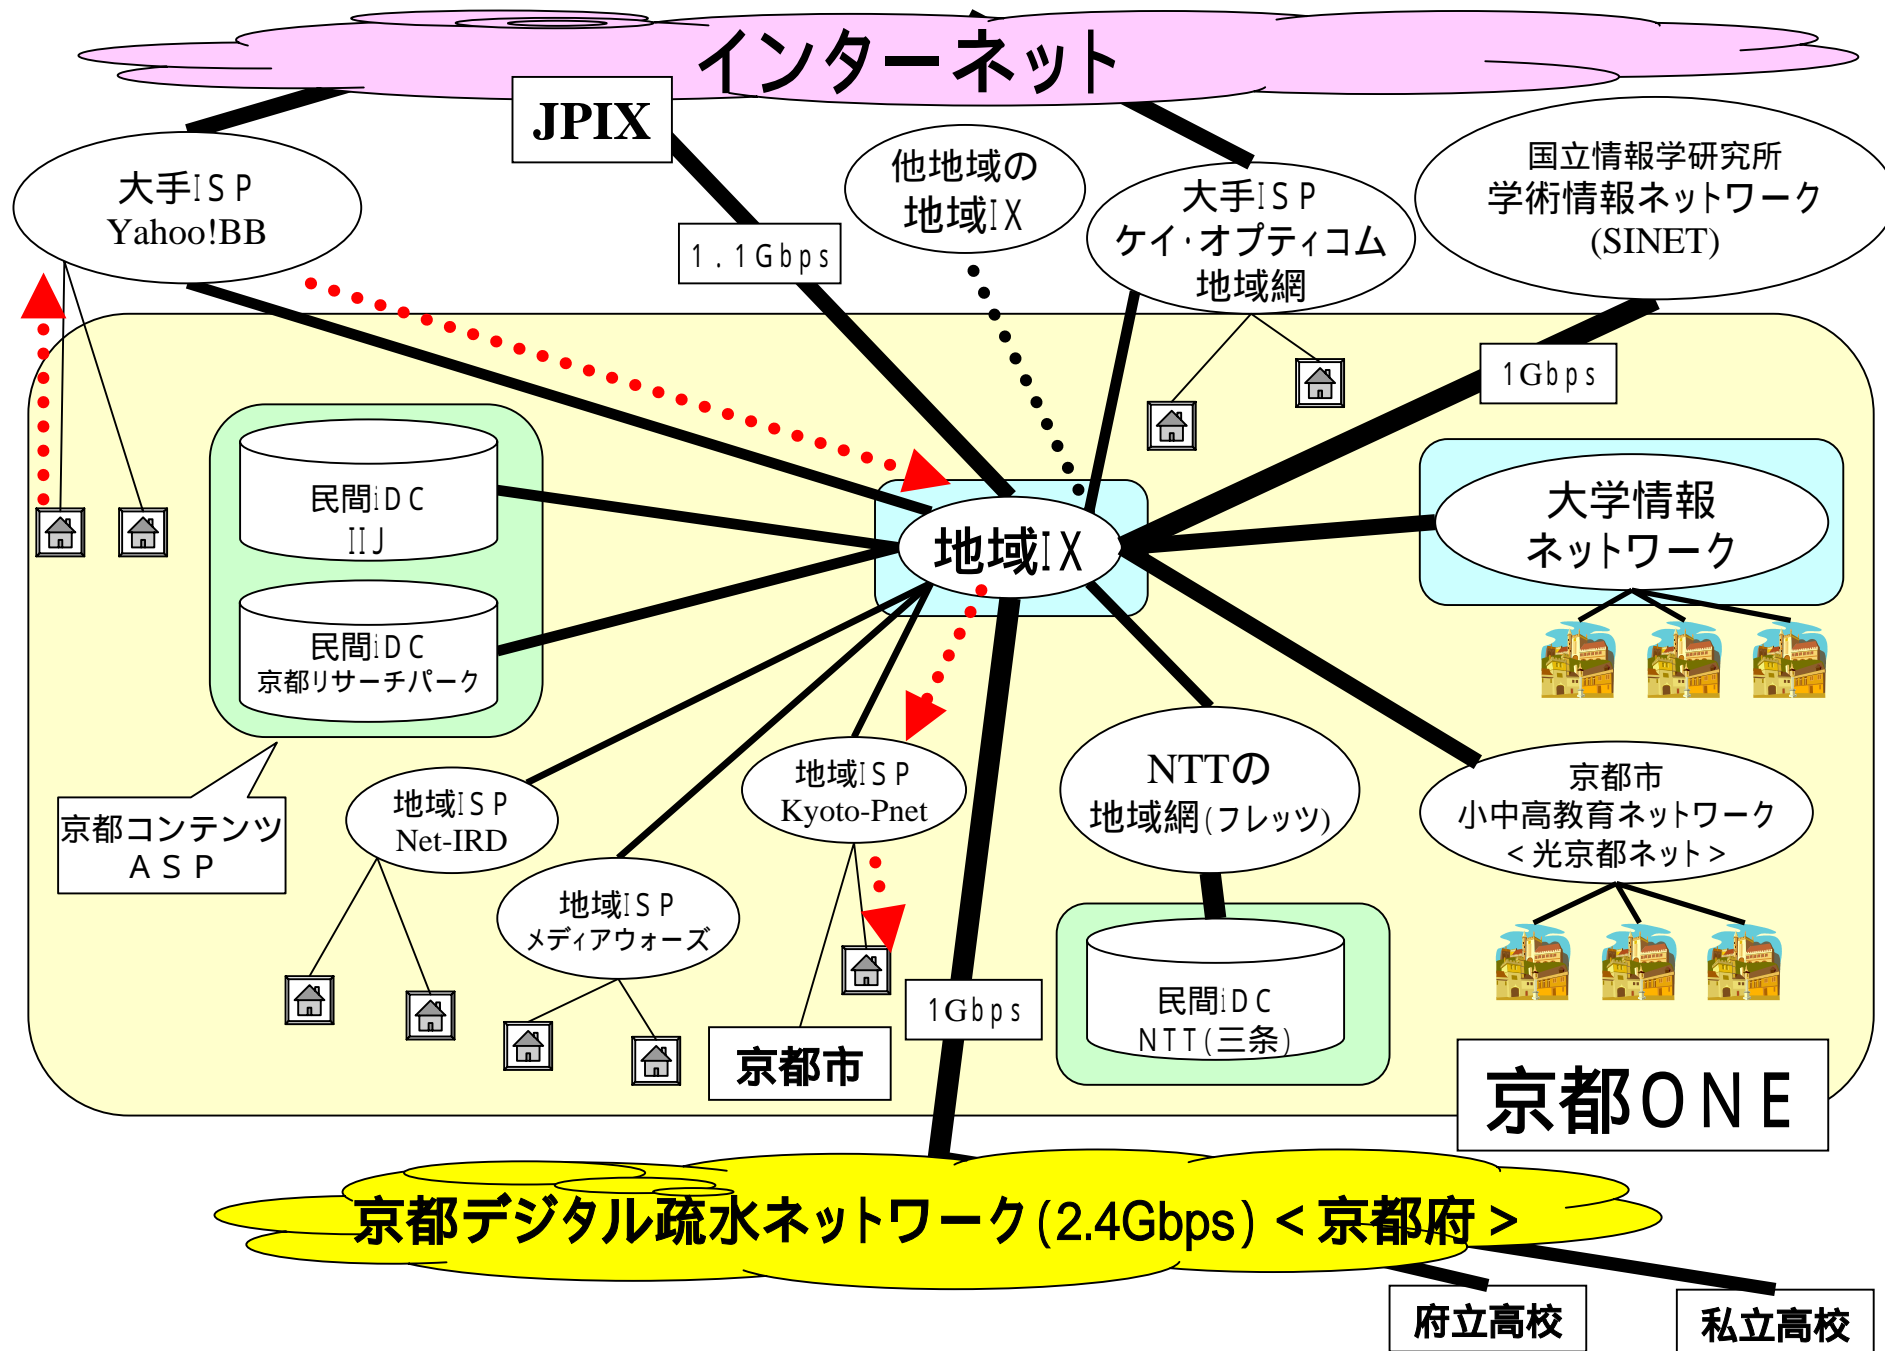 インターネット
JPIX
他地域の
地域IX
大手ISP
Yahoo!BB
大手ISP
ケイ・オプティコム
地域網
国立情報学研究所
学術情報ネットワーク
(SINET)
1.1Gbps
1Gbps
民間iDC
IIJ
民間iDC
京都リサーチパーク
地域IX
大学情報
ネットワーク
京都コンテンツ
ASP
地域ISP
Net-IRD
地域ISP
メディアウォーズ
地域ISP
Kyoto-Pnet
NTTの
地域網(フレッツ)
京都市
小中高教育ネットワーク
<光京都ネット>
1Gbps
民間iDC
NTT(三条)
京都市
京都ONE
京都デジタル疏水ネットワーク(2.4Gbps)<京都府>
府立高校
私立高校